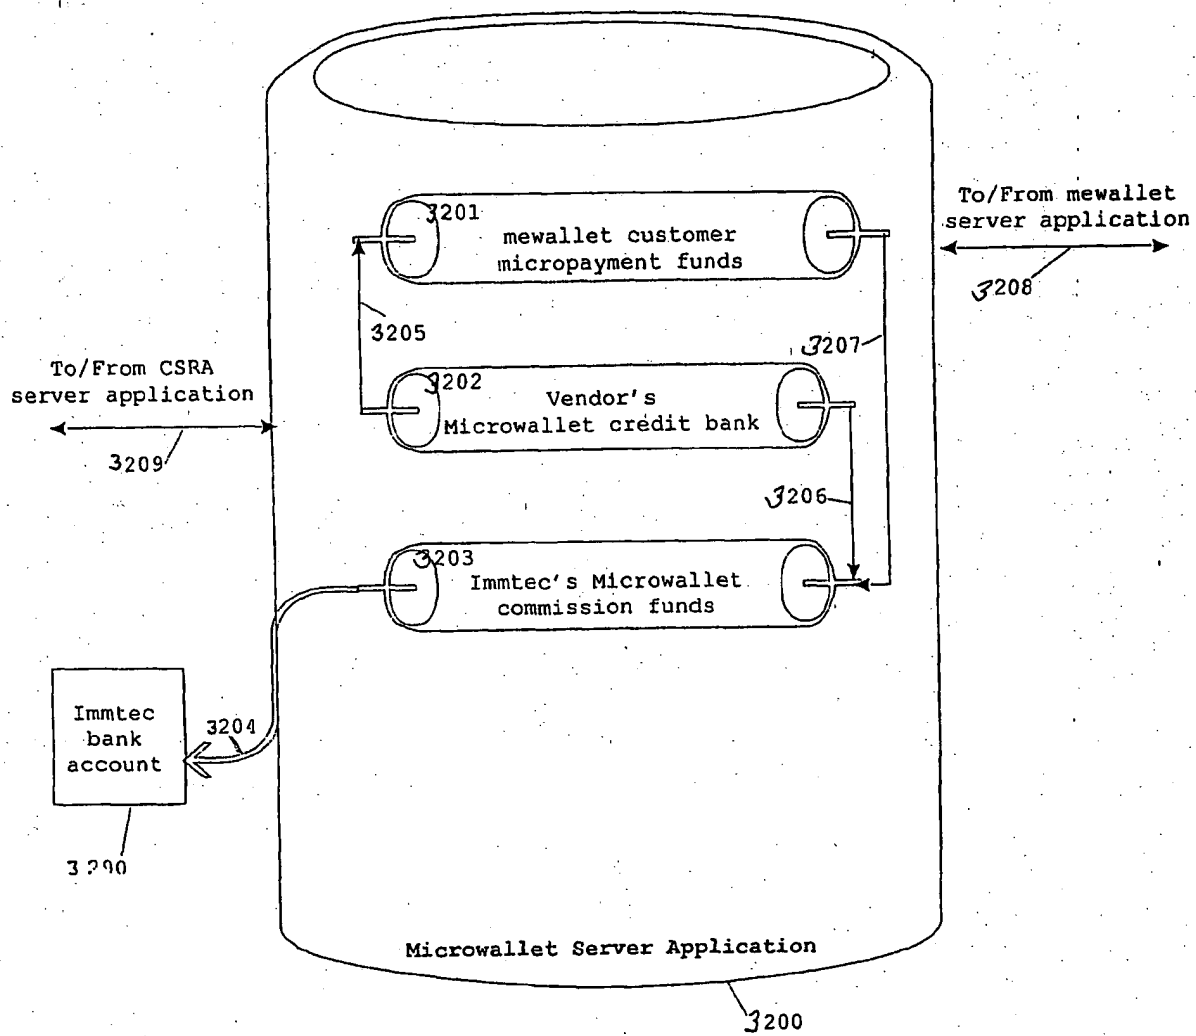 3201
mewallet customer
micropayment funds
To/From mewallet
server application
3208
3205
3207
To/From CSRA
server application
3209
3202
Vendor's
Microwallet credit bank
3206
3203
Immtec's Microwallet
commission funds
Immtec
bank
account
3204
3290
Microwallet Server Application
3200